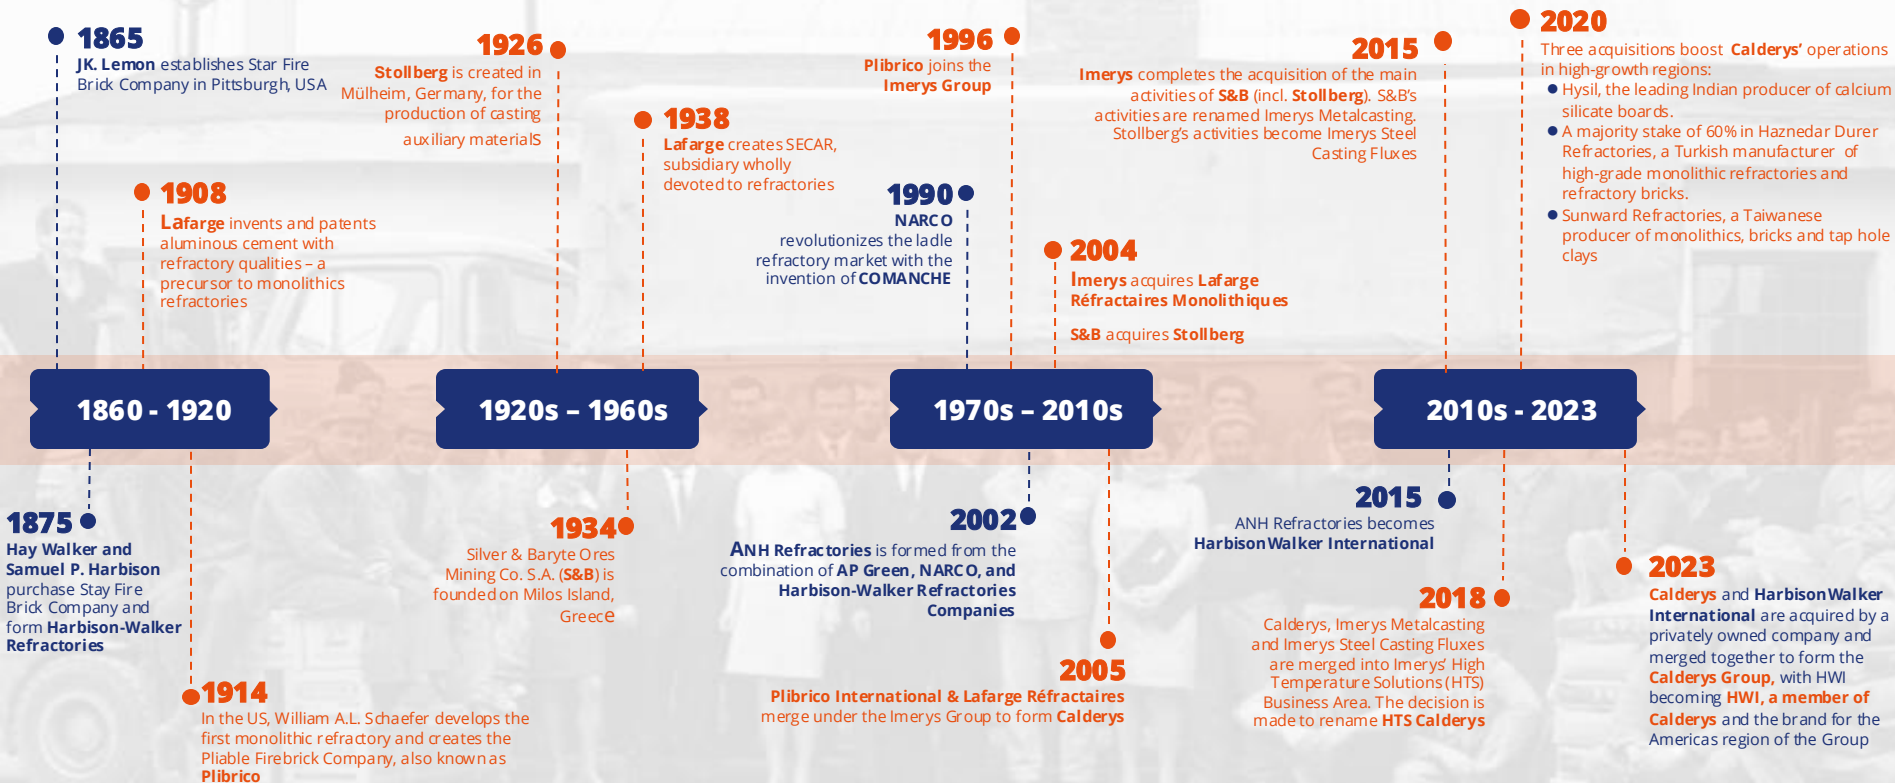 1865
JK. Lemon establishes Star Fire
Brick Company in Pittsburgh, USA
1908
Lafarge invents and patents
aluminous cement with
refractory qualities – a
precursor to monolithics
refractories
1926
Stollberg is created in
Mülheim, Germany, for the
production of casting
auxiliary materials
1938
Lafarge creates SECAR,
subsidiary wholly
devoted to refractories
1990
NARCO
revolutionizes the ladle
refractory market with the
invention of COMANCHE
1996
Plibrico joins the
Imerys Group
2004
Imerys acquires Lafarge
Réfractaires Monolithiques
S&B acquires Stollberg
2015
Imerys completes the acquisition of the main
activities of S&B (incl. Stollberg). S&B’s
activities are renamed Imerys Metalcasting.
Stollberg’s activities become Imerys Steel
Casting Fluxes
2020
Three acquisitions boost Calderys’ operations
in high-growth regions:
● Hysil, the leading Indian producer of calcium
silicate boards.
● A majority stake of 60% in Haznedar Durer
Refractories, a Turkish manufacturer of
high-grade monolithic refractories and
refractory bricks.
● Sunward Refractories, a Taiwanese
producer of monolithics, bricks and tap hole
clays
1860 - 1920
1920s – 1960s
1970s – 2010s
2010s - 2023
1875
Hay Walker and
Samuel P. Harbison
purchase Stay Fire
Brick Company and
form Harbison-Walker
Refractories
1914
In the US, William A.L. Schaefer develops the
first monolithic refractory and creates the
Pliable Firebrick Company, also known as
Plibrico
1934
Silver & Baryte Ores
Mining Co. S.A. (S&B) is
founded on Milos Island,
Greece
2002
ANH Refractories is formed from the
combination of AP Green, NARCO, and
Harbison-Walker Refractories
Companies
2005
Plibrico International & Lafarge Réfractaires
merge under the Imerys Group to form Calderys
2015
ANH Refractories becomes
HarbisonWalker International
2018
Calderys, Imerys Metalcasting
and Imerys Steel Casting Fluxes
are merged into Imerys’ High
Temperature Solutions (HTS)
Business Area. The decision is
made to rename HTS Calderys
2023
Calderys and HarbisonWalker
International are acquired by a
privately owned company and
merged together to form the
Calderys Group, with HWI
becoming HWI, a member of
Calderys and the brand for the
Americas region of the Group